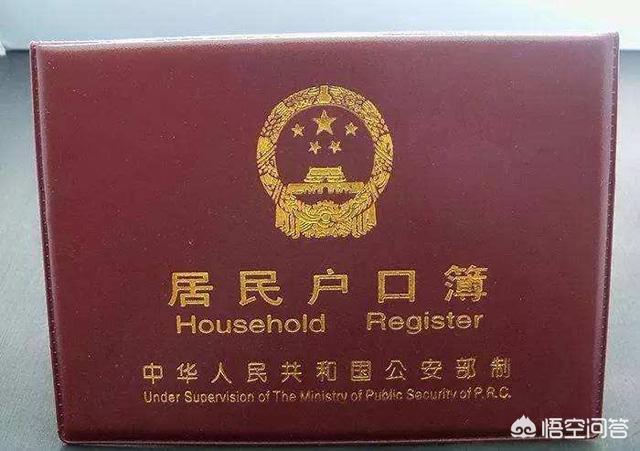 居民户口簿
Household Register
中华人民共和国公安部制
Under Supervision of The Ministry of Public Security of P.R.C.
悟空问答